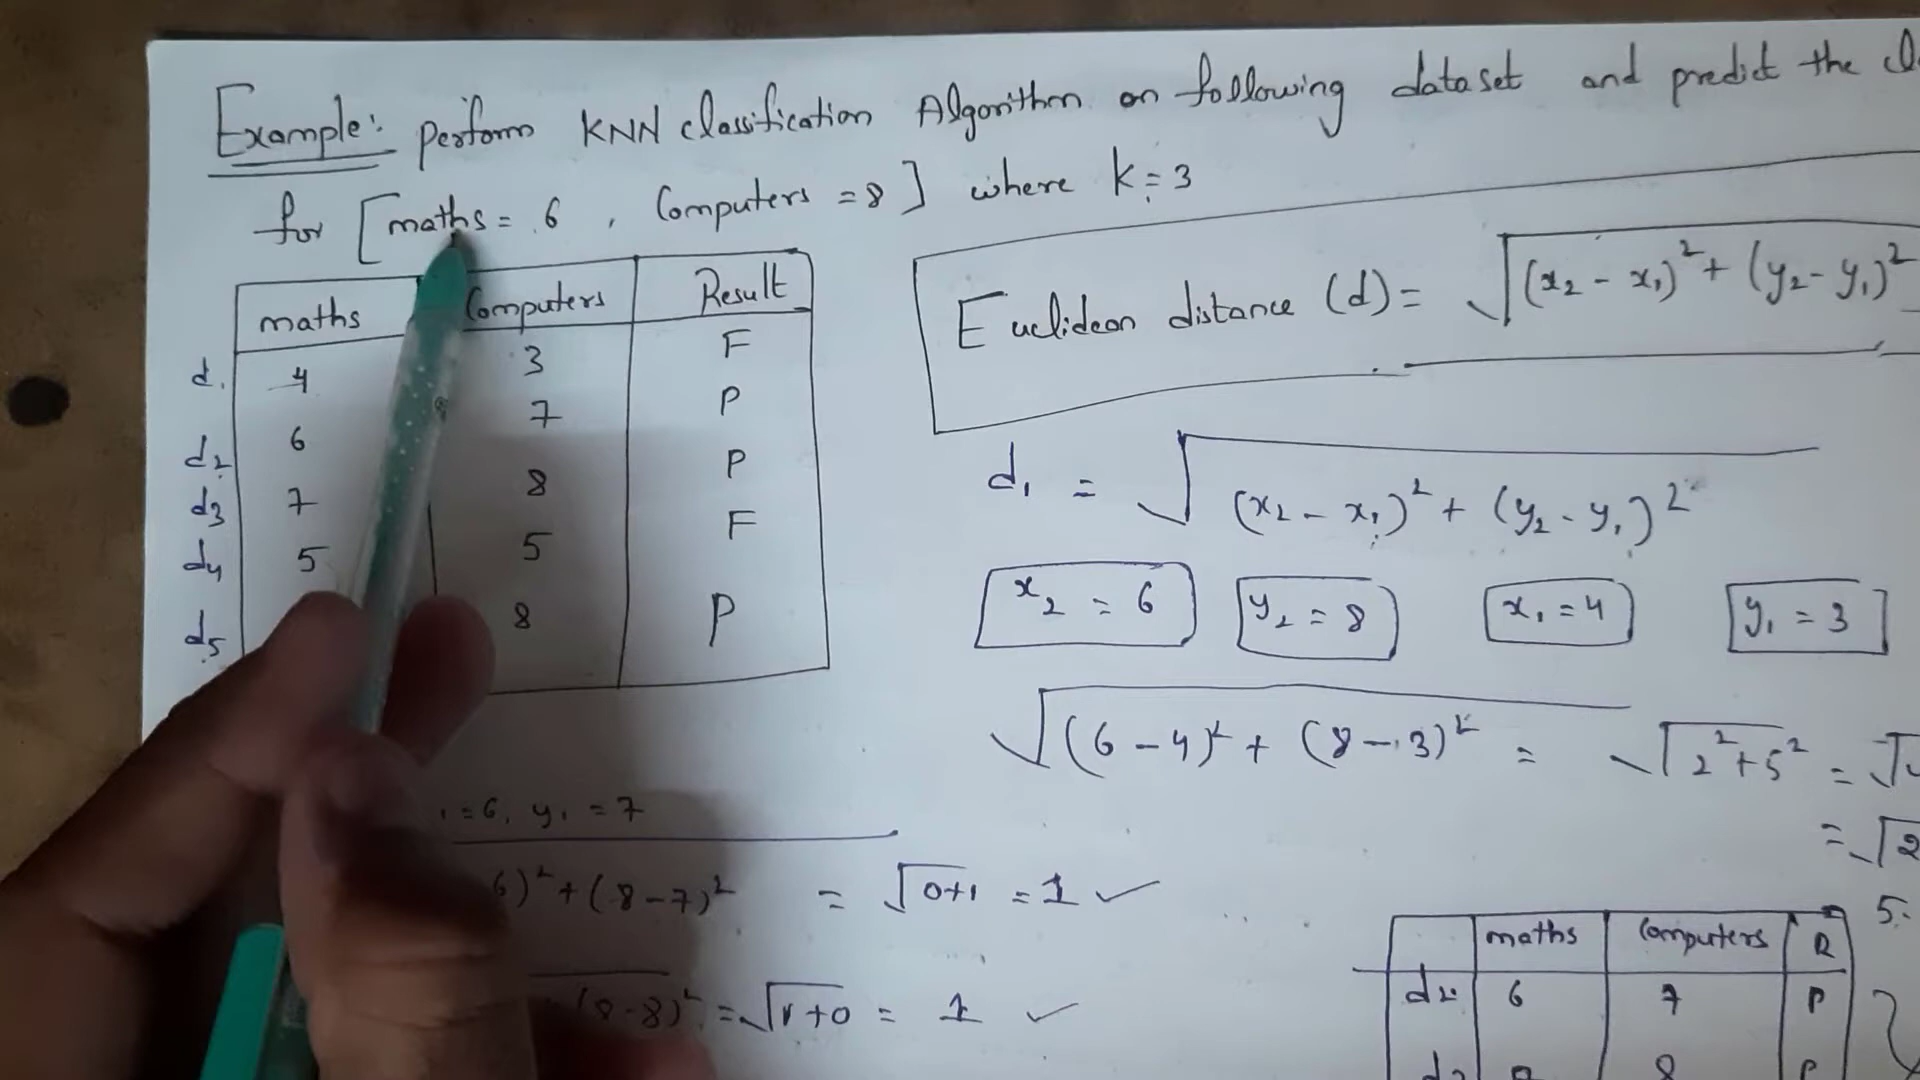 Example: perform KNN classification Algorithm on following dataset and predict the
for [maths = 6, Computers = 8] where K = 3
maths Computers Result
d1 4 3 F
d2 6 7 P
d3 7 8 P
d4 5 5 F
d5 8 P
Euclidean distance (d) = √(x₂ - x₁)² + (y₂ - y₁)²
d₁ = √(x₂ - x₁)² + (y₂ - y₁)²
x₂ = 6 y₂ = 8 x₁ = 4 y₁ = 3
√(6 - 4)² + (8 - 3)² = √2² + 5² = √
= √2
5.
= 6, y₁ = 7
6)² + (8 - 7)² = √0+1 = 1 ✓
(8-8)² = √1+0 = 1 ✓
maths Computers R
d2 6 7 P
8 P